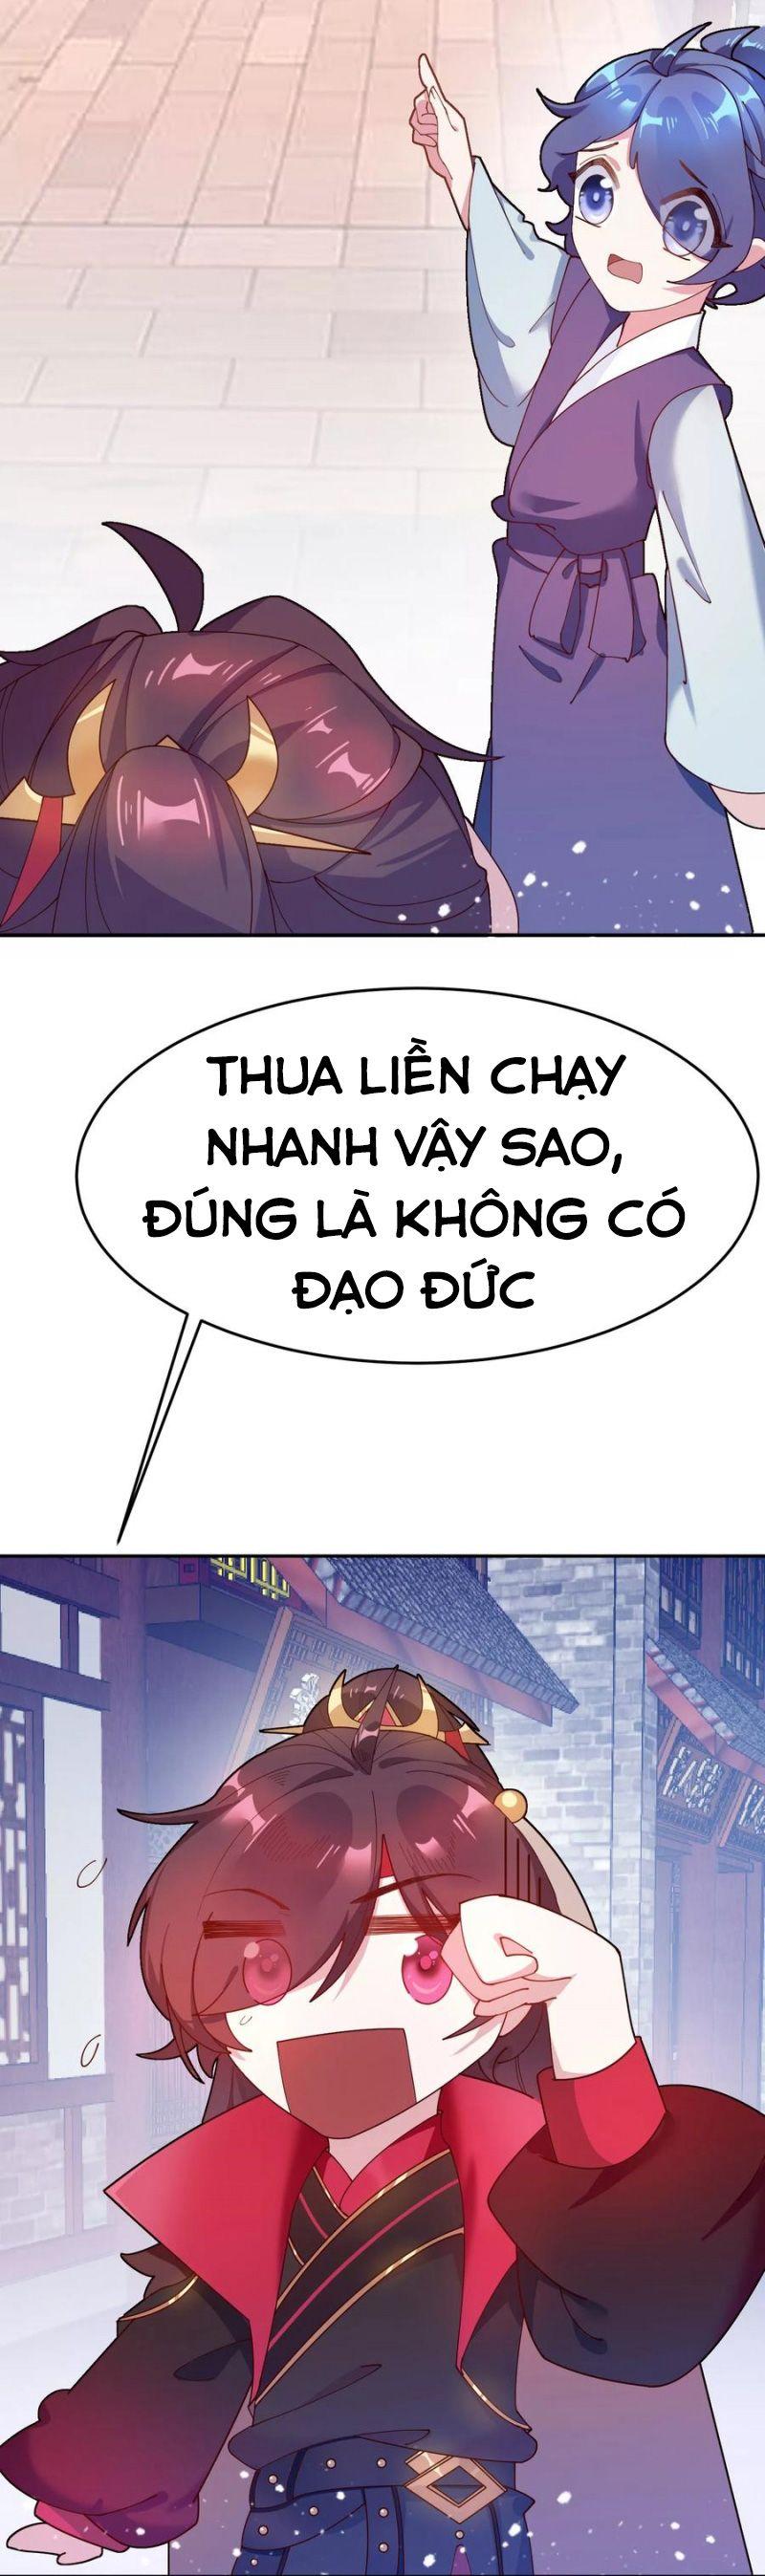 THUA LIỀN CHẠY
NHANH VẬY SAO,
ĐÚNG LÀ KHÔNG CÓ
ĐẠO ĐỨC